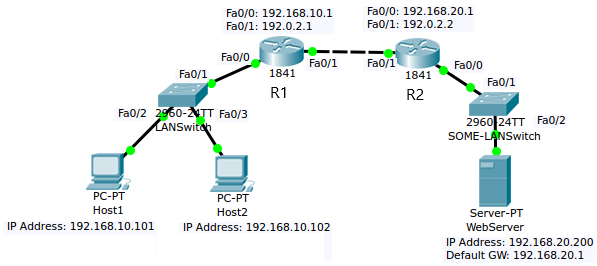 Fa0/0: 192.168.10.1
Fa0/1: 192.0.2.1
Fa0/0: 192.168.20.1
Fa0/1: 192.0.2.2
Fa0/0
1841
Fa0/1
R1
Fa0/1
1841
Fa0/0
R2
Fa0/1
Fa0/2
2960-24TT
LANSwitch
Fa0/3
Fa0/1
2960-24TT
SOME-LANSwitch
Fa0/2
PC-PT
Host1
IP Address: 192.168.10.101
PC-PT
Host2
IP Address: 192.168.10.102
Server-PT
WebServer
IP Address: 192.168.20.200
Default GW: 192.168.20.1